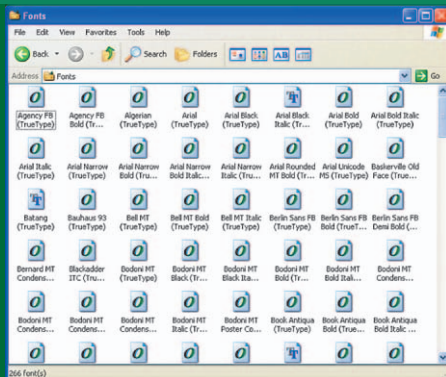 Fonts
File Edit View Favorites Tools Help
Back Search Folders
Address Fonts Go
Agency FB (TrueType)
Agency FB Bold (Tr...
Algerian (TrueType)
Arial (TrueType)
Arial Black (TrueType)
Arial Black Italic (Tr...
Arial Bold (TrueType)
Arial Bold Italic (TrueType)
Arial Italic (TrueType)
Arial Narrow (TrueType)
Arial Narrow Bold (Tru...
Arial Narrow Bold Italic...
Arial Narrow Italic (Tru...
Arial Rounded MT Bold (Tr...
Arial Unicode MS (TrueType)
Baskerville Old Face (True...
Batang (TrueType)
Bauhaus 93 (TrueType)
Bell MT (TrueType)
Bell MT Bold (TrueType)
Bell MT Italic (TrueType)
Berlin Sans FB (TrueType)
Berlin Sans FB Bold (TrueT...
Berlin Sans FB Demi Bold (...
Bernard MT Condens...
Blackadder ITC (Tru...
Bodoni MT (TrueType)
Bodoni MT Black (Tr...
Bodoni MT Black Ita...
Bodoni MT Bold (Tr...
Bodoni MT Bold Itali...
Bodoni MT Condens...
Bodoni MT Condens...
Bodoni MT Condens...
Bodoni MT Italic (Tr...
Bodoni MT Poster Co...
Book Antiqua (TrueType)
Book Antiqua Bold (True...
Book Antiqua Bold Italic ...
266 font(s)